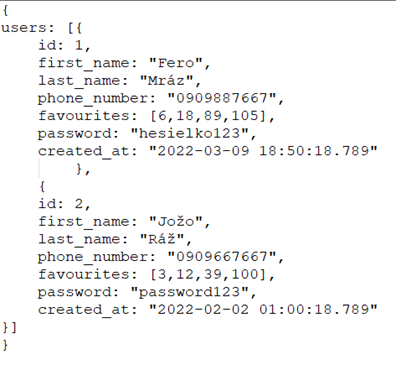 {
users: [{
    id: 1,
    first_name: "Fero",
    last_name: "Mráz",
    phone_number: "0909887667",
    favourites: [6,18,89,105],
    password: "hesielko123",
    created_at: "2022-03-09 18:50:18.789"
        },
    {
    id: 2,
    first_name: "Jožo",
    last_name: "Ráž",
    phone_number: "0909667667",
    favourites: [3,12,39,100],
    password: "password123",
    created_at: "2022-02-02 01:00:18.789"
}]
}